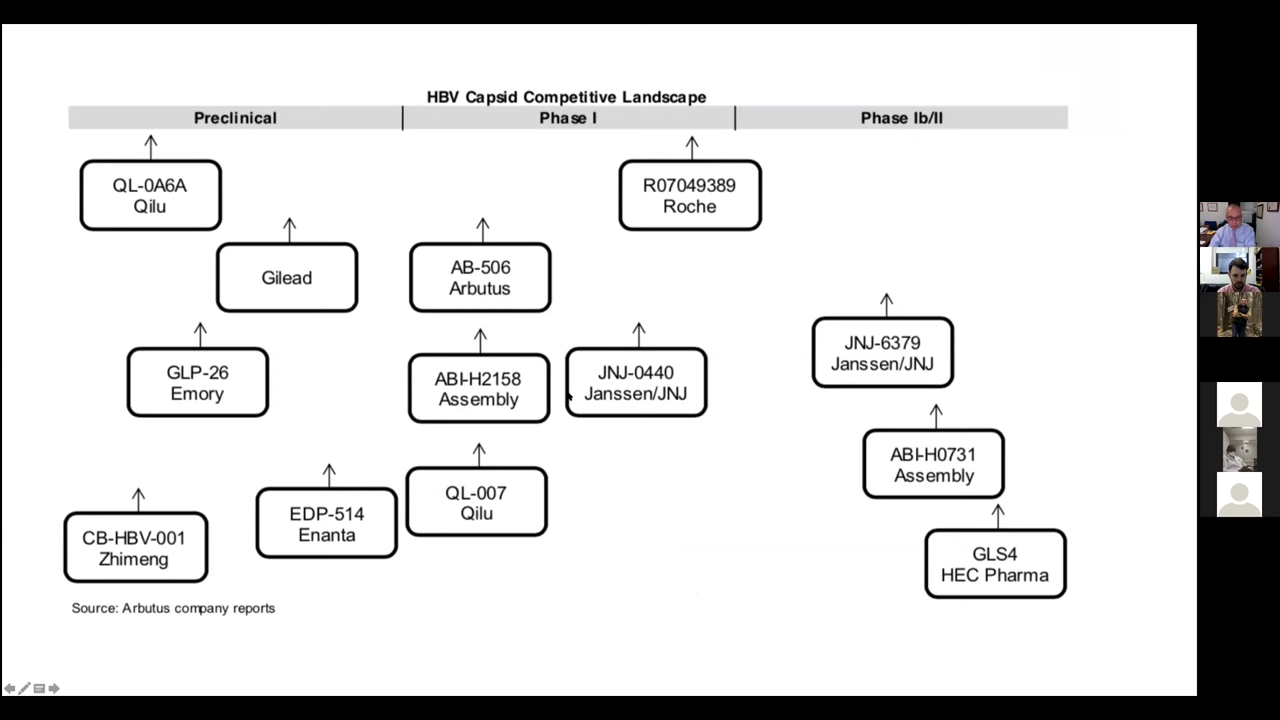 HBV Capsid Competitive Landscape
Preclinical
Phase I
Phase Ib/II
QL-0A6A
Qilu
R07049389
Roche
Gilead
AB-506
Arbutus
JNJ-6379
Janssen/JNJ
GLP-26
Emory
ABI-H2158
Assembly
JNJ-0440
Janssen/JNJ
ABI-H0731
Assembly
CB-HBV-001
Zhimeng
EDP-514
Enanta
QL-007
Qilu
GLS4
HEC Pharma
Source: Arbutus company reports